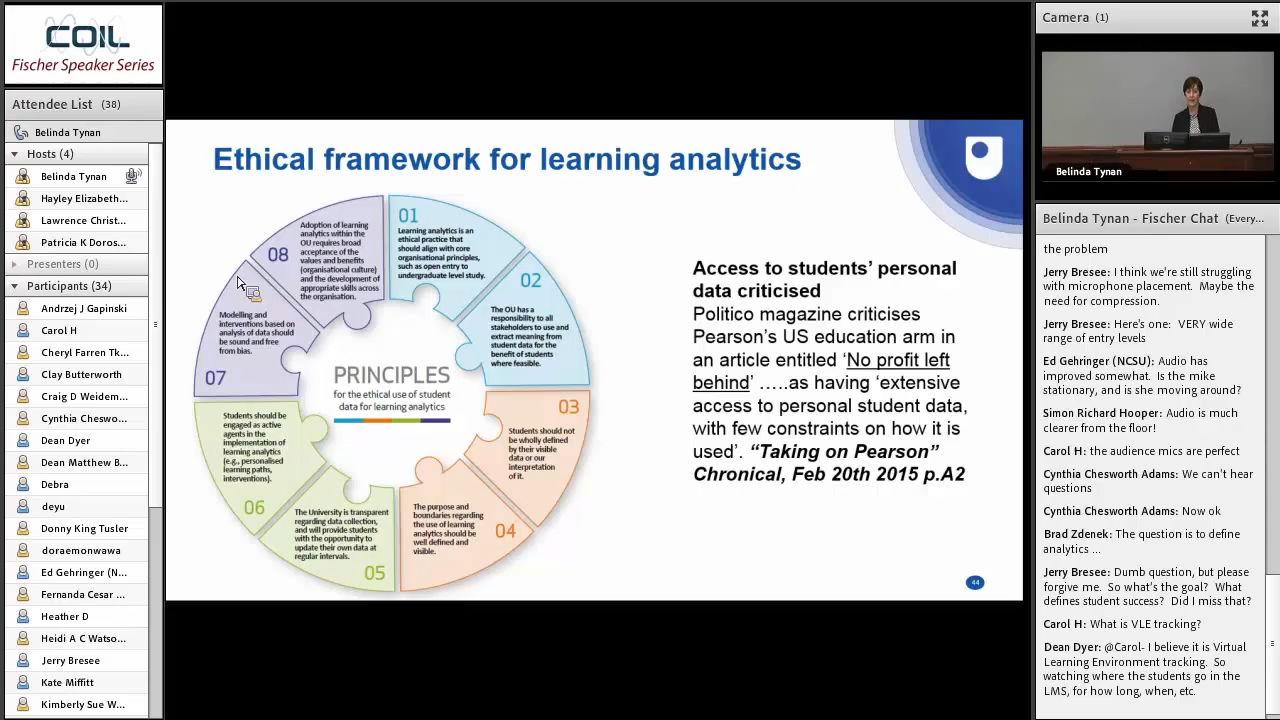 COIL
Fischer Speaker Series
Attendee List (38)
Belinda Tynan
Hosts (4)
Belinda Tynan
Hayley Elizabeth...
Lawrence Christ...
Patricia K Doros...
Presenters (0)
Participants (34)
Andrzej J Gapinski
Carol H
Cheryl Farren Tk...
Clay Butterworth
Craig D Weidem...
Cynthia Cheswo...
Dean Dyer
Dean Matthew B...
Debra
deyu
Donny King Tusler
doraemonwawa
Ed Gehringer (N...
Fernanda Cesar ...
Heather D
Heidi A C Watso...
Jerry Bresee
Kate Miffitt
Kimberly Sue W...
Ethical framework for learning analytics
01
Learning analytics is an
ethical practice that
should align with core
organisational principles,
such as open entry to
undergraduate level study.
02
The OU has a
responsibility to all
stakeholders to use and
extract meaning from
student data for the
benefit of students
where feasible.
03
Students should not
be wholly defined
by their visible
data or our
interpretation
of it.
04
The purpose and
boundaries regarding
the use of learning
analytics should be
well defined and
visible.
05
The University is transparent
regarding data collection,
and will provide students
with the opportunity to
update their own data at
regular intervals.
06
Students should be
engaged as active
agents in the
implementation of
learning analytics
(e.g., personalised
learning paths,
interventions).
07
Modelling and
interventions based on
analysis of data should
be sound and free
from bias.
08
Adoption of learning
analytics within the
OU requires broad
acceptance of the
values and benefits
(organisational culture)
and the development of
appropriate skills across
the organisation.
PRINCIPLES
for the ethical use of student
data for learning analytics
Access to students’ personal
data criticised
Politico magazine criticises
Pearson’s US education arm in
an article entitled ‘No profit left
behind’ …..as having ‘extensive
access to personal student data,
with few constraints on how it is
used’. “Taking on Pearson”
Chronical, Feb 20th 2015 p.A2
44
Camera (1)
Belinda Tynan
Belinda Tynan - Fischer Chat (Every...
the problem
Jerry Bresee: I think we're still struggling
with microphone placement. Maybe the
need for compression.
Jerry Bresee: Here's one: VERY wide
range of entry levels
Ed Gehringer (NCSU): Audio has
improved somewhat. Is the mike
stationary, and is she moving around?
Simon Richard Hooper: Audio is much
clearer from the floor!
Carol H: the audience mics are perfect
Cynthia Chesworth Adams: We can't hear
questions
Cynthia Chesworth Adams: Now ok
Brad Zdenek: The question is to define
analytics ...
Jerry Bresee: Dumb question, but please
forgive me. So what's the goal? What
defines student success? Did I miss that?
Carol H: What is VLE tracking?
Dean Dyer: @Carol- I believe it is Virtual
Learning Environment tracking. So
watching where the students go in the
LMS, for how long, when, etc.